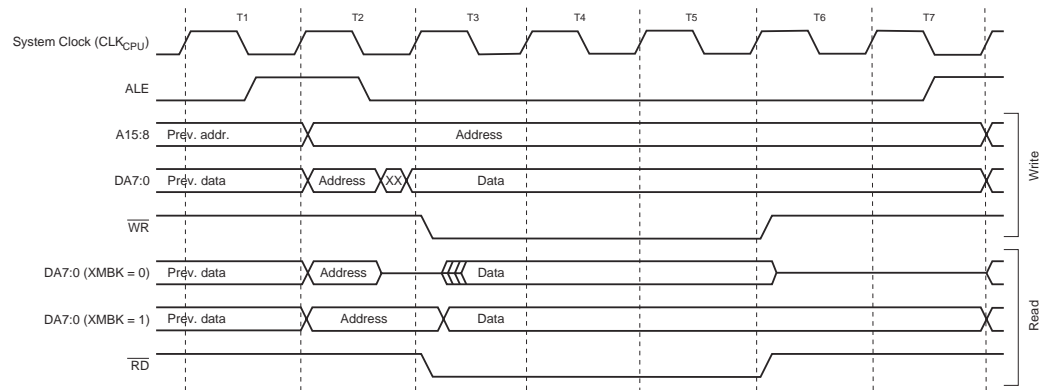 T1 T2 T3 T4 T5 T6 T7
System Clock (CLKCPU)
ALE
A15:8 Prev. addr. Address
DA7:0 Prev. data Address XX Data
WR
Write
DA7:0 (XMBK = 0) Prev. data Address Data
DA7:0 (XMBK = 1) Prev. data Address Data
RD
Read